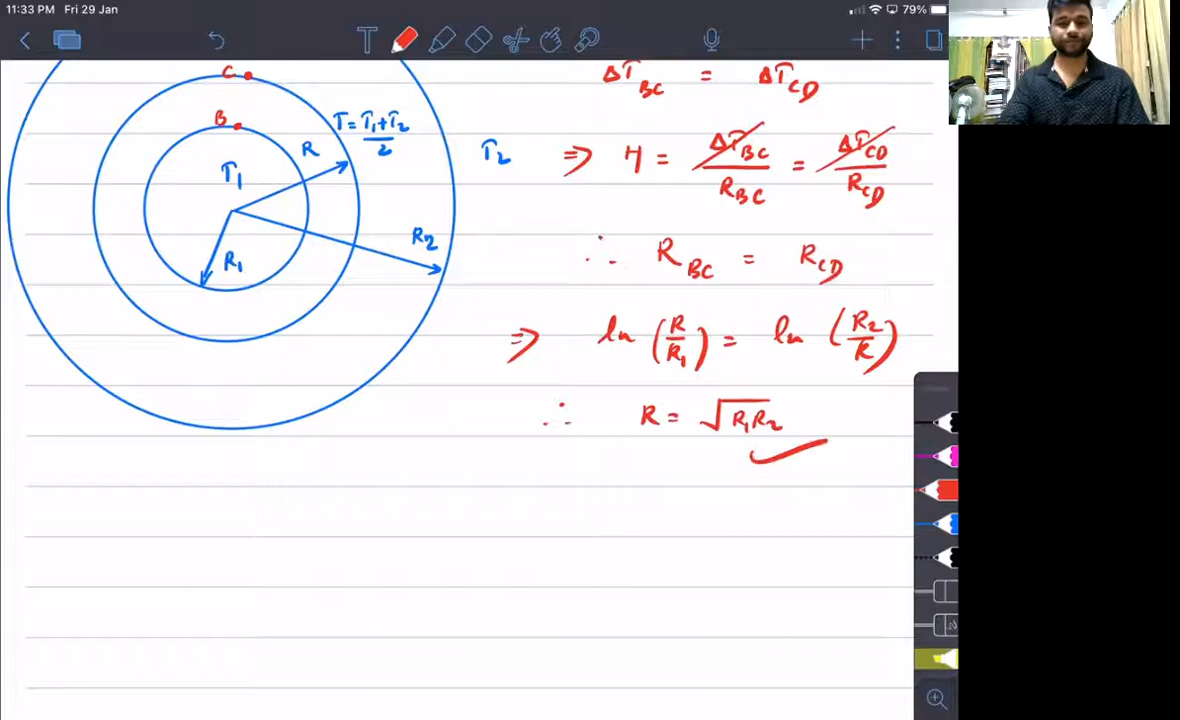 11:33 PM Fri 29 Jan 79%
T
C
B
T = T₁+T₂/2
R
T₁
T₂
R₂
R₁
ΔT_BC = ΔT_CD
⇒ H = ΔT_BC/R_BC = ΔT_CD/R_CD
∴ R_BC = R_CD
⇒ ln (R/R₁) = ln (R₂/R)
∴ R = √R₁R₂